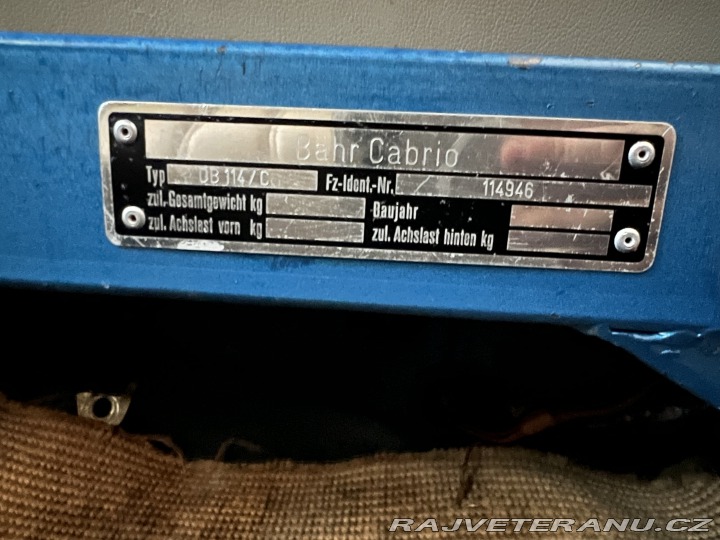 Bahr Cabrio
Typ DB 114/C Fz-Ident.-Nr. 114946
zul. Gesamtgewicht kg Baujahr
zul. Achslast vorn kg zul. Achslast hinton kg
RAJVETERANU.CZ